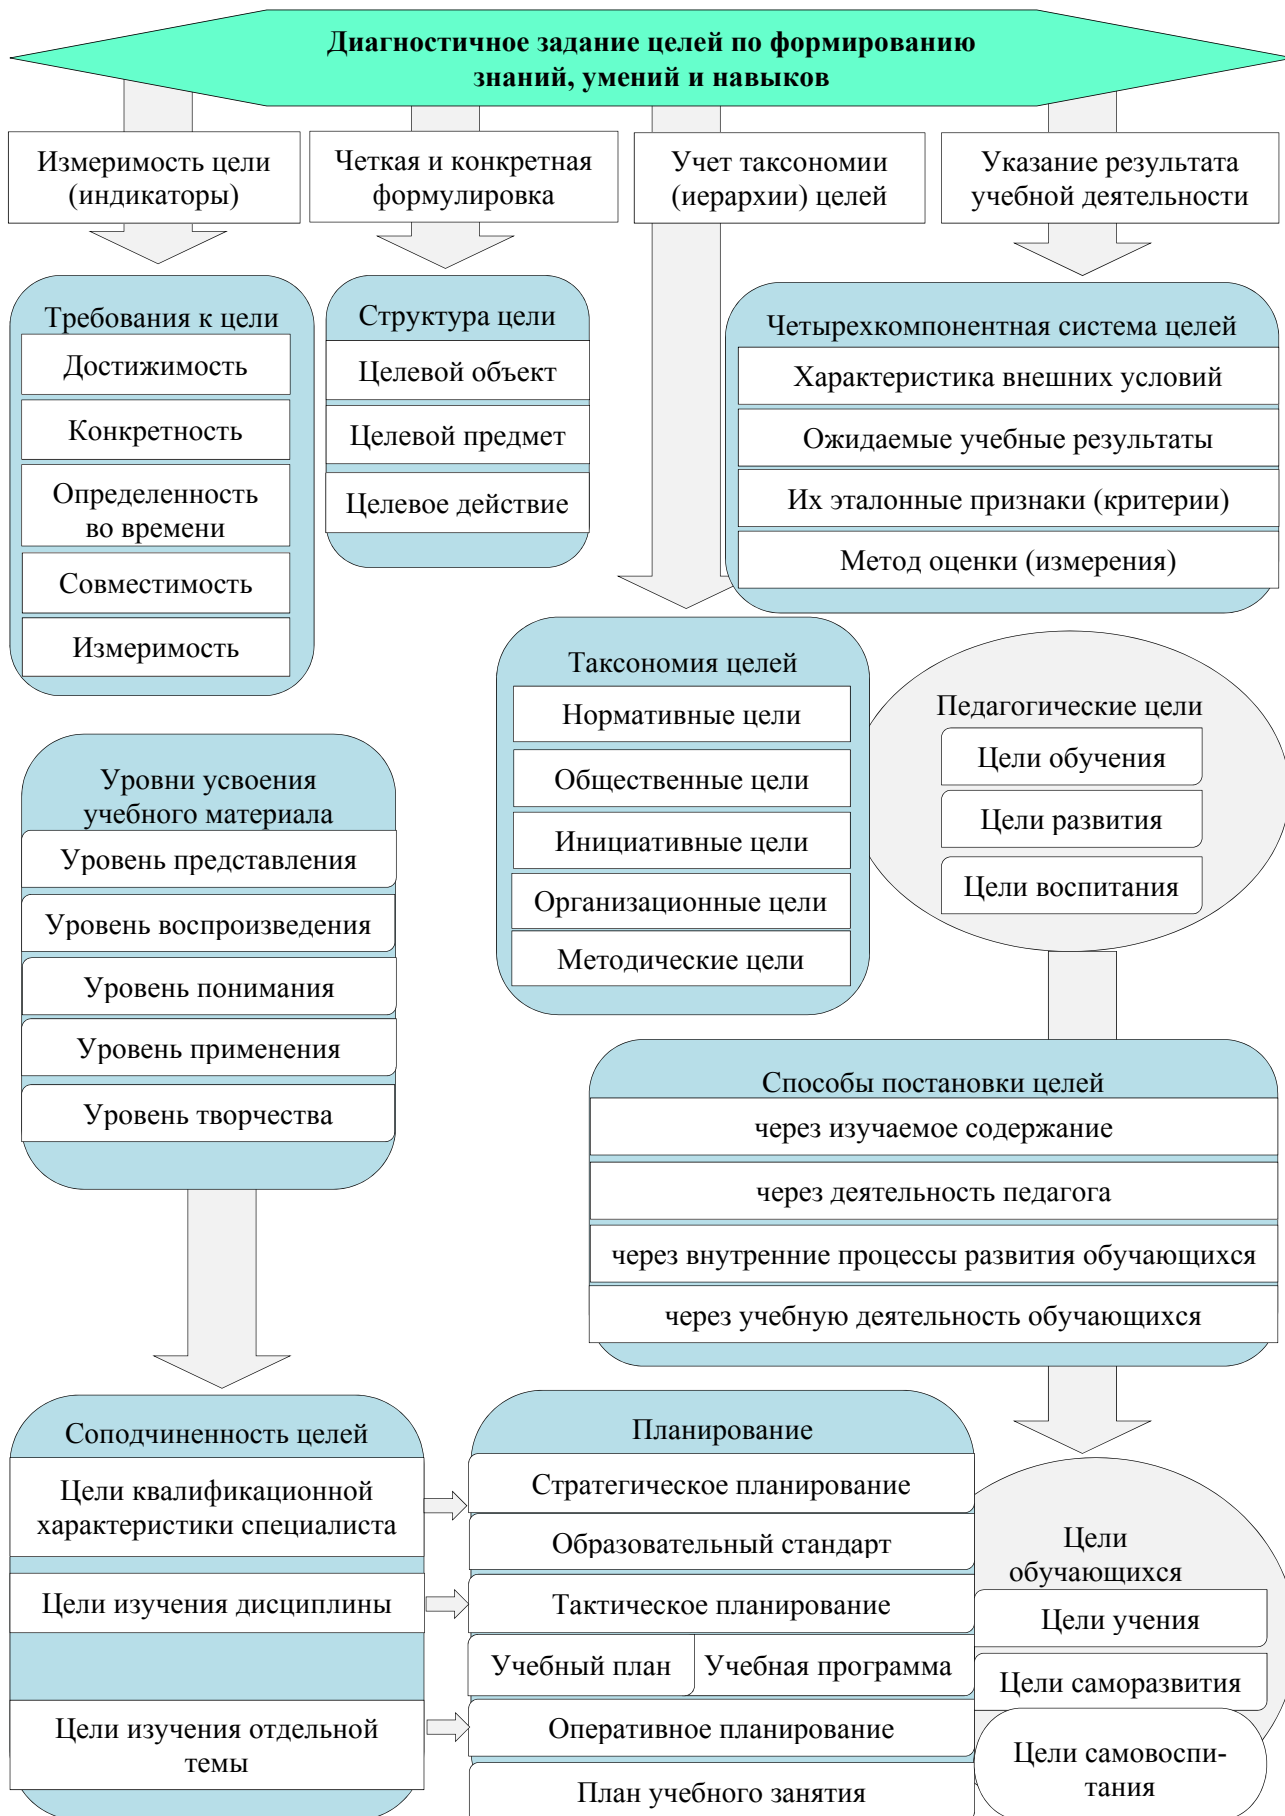 Диагностичное задание целей по формированию
знаний, умений и навыков
Измеримость цели
(индикаторы)
Четкая и конкретная
формулировка
Учет таксономии
(иерархии) целей
Указание результата
учебной деятельности
Требования к цели
Достижимость
Конкретность
Определенность
во времени
Совместимость
Измеримость
Структура цели
Целевой объект
Целевой предмет
Целевое действие
Четырехкомпонентная система целей
Характеристика внешних условий
Ожидаемые учебные результаты
Их эталонные признаки (критерии)
Метод оценки (измерения)
Таксономия целей
Нормативные цели
Общественные цели
Инициативные цели
Организационные цели
Методические цели
Педагогические цели
Цели обучения
Цели развития
Цели воспитания
Уровни усвоения
учебного материала
Уровень представления
Уровень воспроизведения
Уровень понимания
Уровень применения
Уровень творчества
Способы постановки целей
через изучаемое содержание
через деятельность педагога
через внутренние процессы развития обучающихся
через учебную деятельность обучающихся
Соподчиненность целей
Цели квалификационной
характеристики специалиста
Цели изучения дисциплины
Цели изучения отдельной
темы
Планирование
Стратегическое планирование
Образовательный стандарт
Тактическое планирование
Учебный план
Учебная программа
Оперативное планирование
План учебного занятия
Цели
обучающихся
Цели учения
Цели саморазвития
Цели самовоспи-
тания